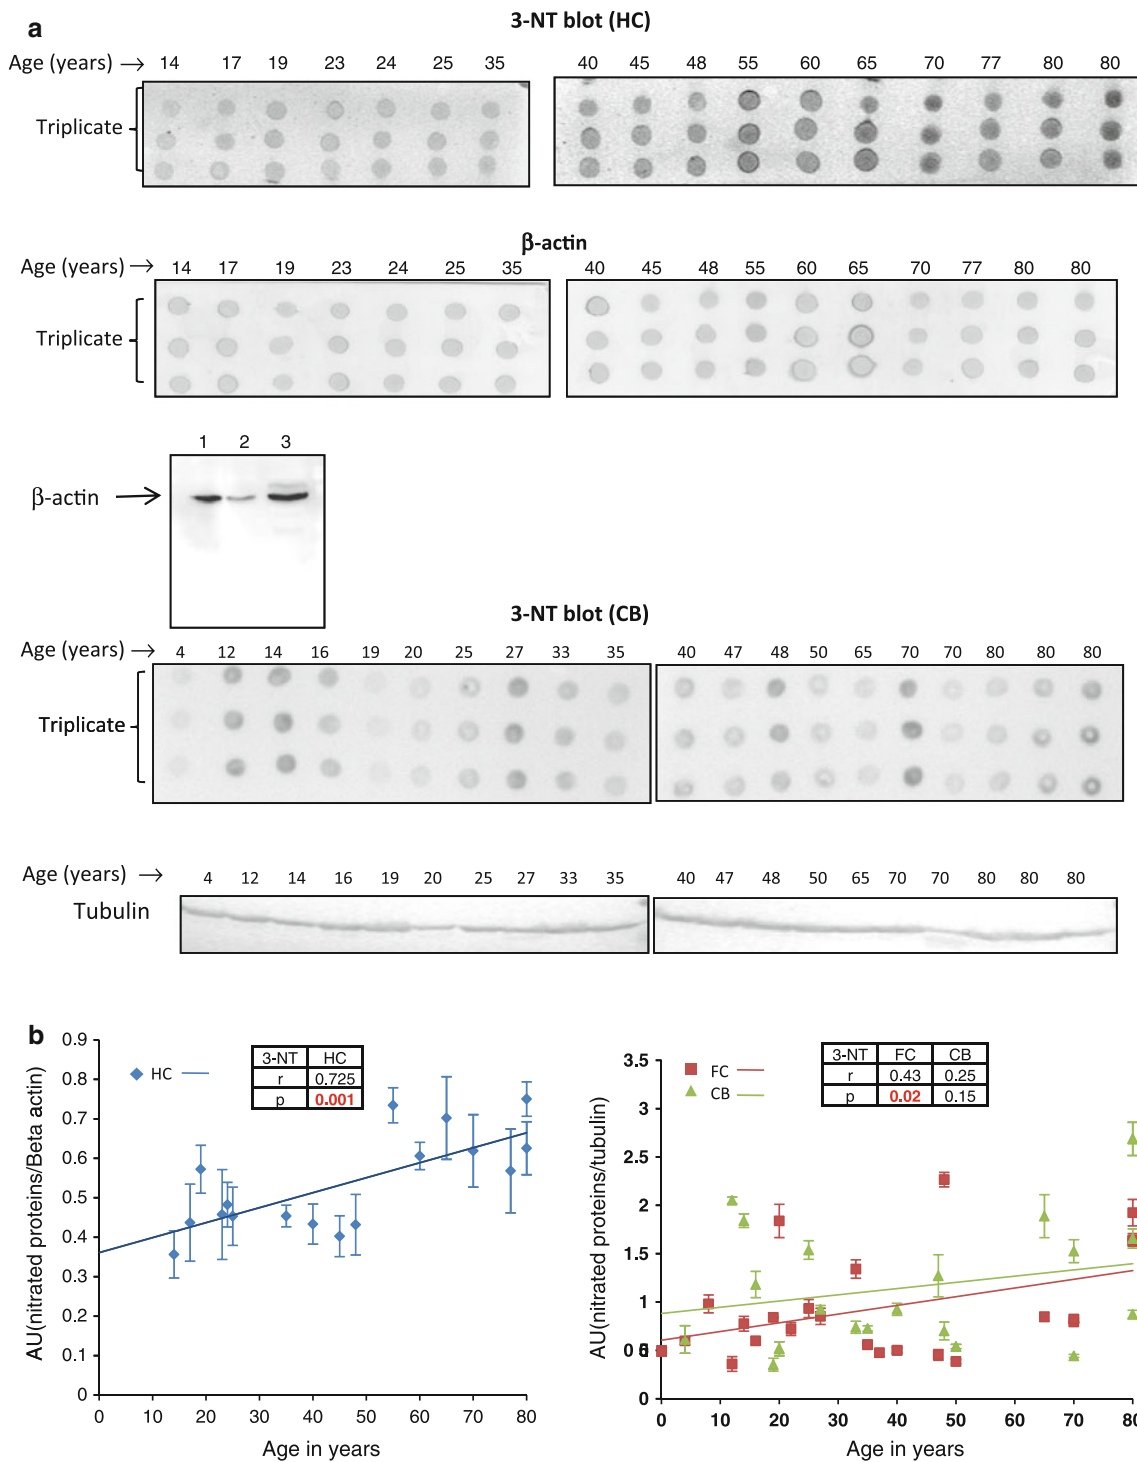 a
3-NT blot (HC)
Age (years) → 14 17 19 23 24 25 35 40 45 48 55 60 65 70 77 80 80
Triplicate
β-actin
Age (years) → 14 17 19 23 24 25 35 40 45 48 55 60 65 70 77 80 80
Triplicate
1 2 3
β-actin →
3-NT blot (CB)
Age (years) → 4 12 14 16 19 20 25 27 33 35 40 47 48 50 65 70 70 80 80 80
Triplicate
Age (years) → 4 12 14 16 19 20 25 27 33 35 40 47 48 50 65 70 70 80 80 80
Tubulin
b
AU(nitrated proteins/Beta actin)
0.9
0.8
0.7
0.6
0.5
0.4
0.3
0.2
0.1
0
HC
3-NT HC
r 0.725
p 0.001
0 10 20 30 40 50 60 70 80
Age in years
AU(nitrated proteins/tubulin)
3.5
3
2.5
2
1.5
1
FC
CB
3-NT FC CB
r 0.43 0.25
p 0.02 0.15
0
0 10 20 30 40 50 60 70 80
Age in years